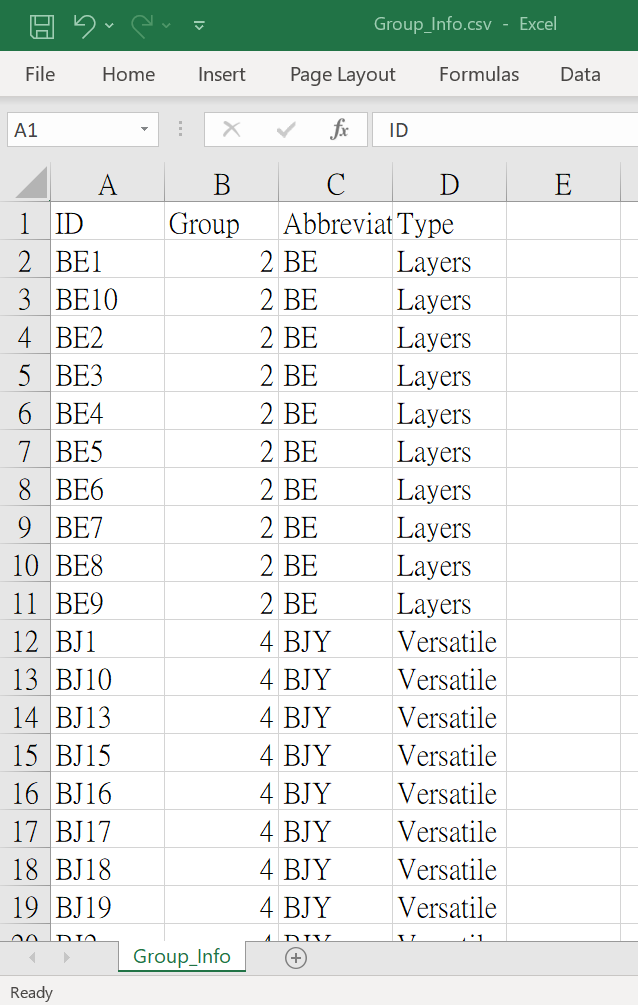 Group_Info.csv - Excel
File Home Insert Page Layout Formulas Data
A1 fx ID
A B C D E
1 ID Group Abbreviat Type
2 BE1 2 BE Layers
3 BE10 2 BE Layers
4 BE2 2 BE Layers
5 BE3 2 BE Layers
6 BE4 2 BE Layers
7 BE5 2 BE Layers
8 BE6 2 BE Layers
9 BE7 2 BE Layers
10 BE8 2 BE Layers
11 BE9 2 BE Layers
12 BJ1 4 BJY Versatile
13 BJ10 4 BJY Versatile
14 BJ13 4 BJY Versatile
15 BJ15 4 BJY Versatile
16 BJ16 4 BJY Versatile
17 BJ17 4 BJY Versatile
18 BJ18 4 BJY Versatile
19 BJ19 4 BJY Versatile
Group_Info
Ready